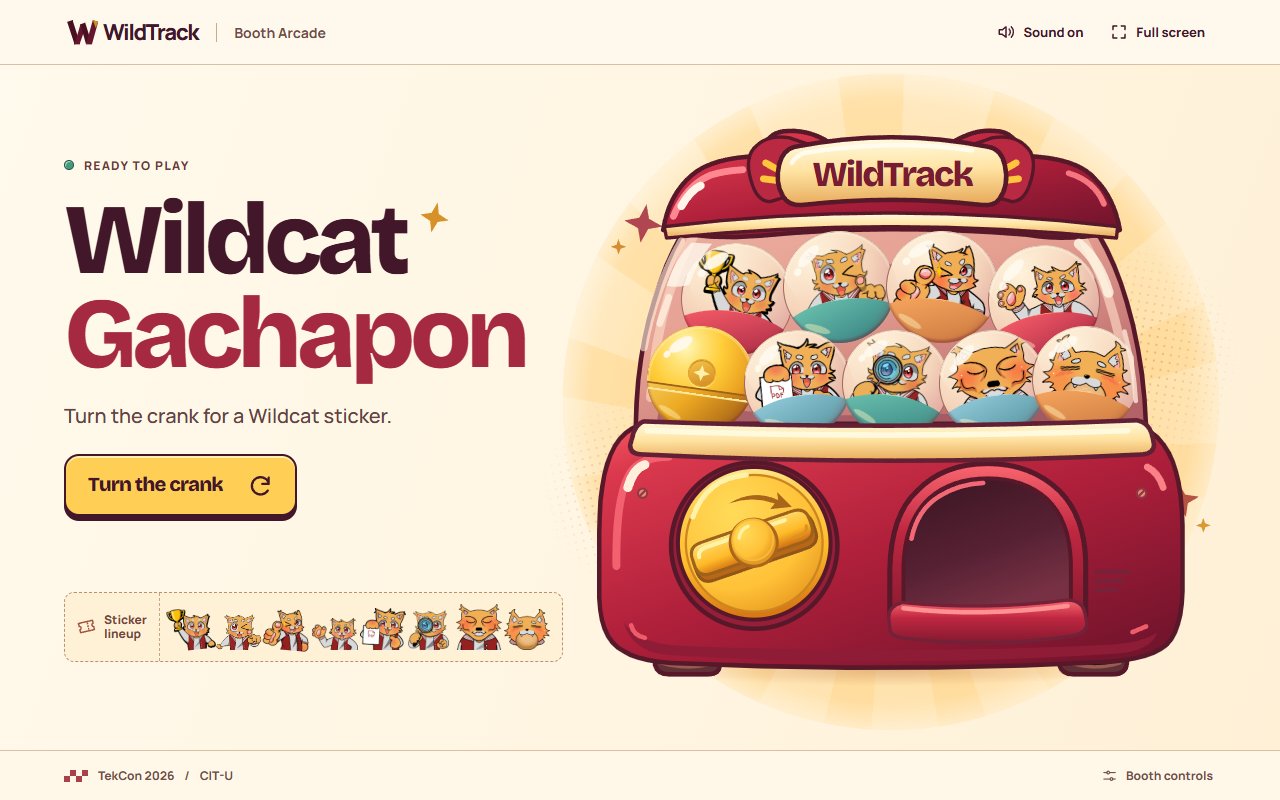 WildTrack
Booth Arcade
Sound on
Full screen
READY TO PLAY
Wildcat
Gachapon
Turn the crank for a Wildcat sticker.
Turn the crank
Sticker
lineup
WildTrack
PDF
PDF
TekCon 2026 / CIT-U
Booth controls